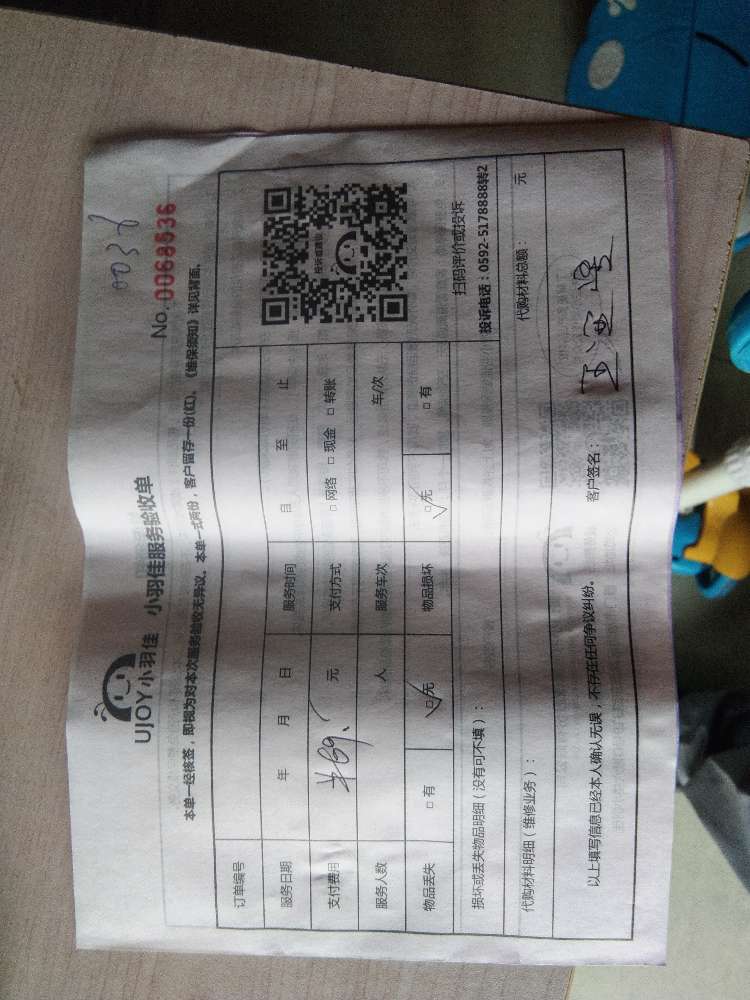 0036
UJOY小羽佳 小羽佳服务验收单
No. 0068536
本单一经核签，即视为对本次服务验收无异议。本单一式两份，客户留存一份(红)，《维保须知》详见背面。
订单编号
服务日期 年 月 日 服务时间 自 至 止
支付费用 ¥69. 元 支付方式 □网络 □现金 □转账
服务人数 人 服务车次 车/次
物品丢失 □有 □无 物品损坏 □无 □有
投诉或建议
扫码评价或投诉
投诉电话：0592-5178888转2
损坏或丢失物品明细（没有可不填）：
代购材料明细（维修业务）： 代购材料总额： 元
以上填写信息已经本人确认无误，不存在任何争议纠纷。 客户签名：